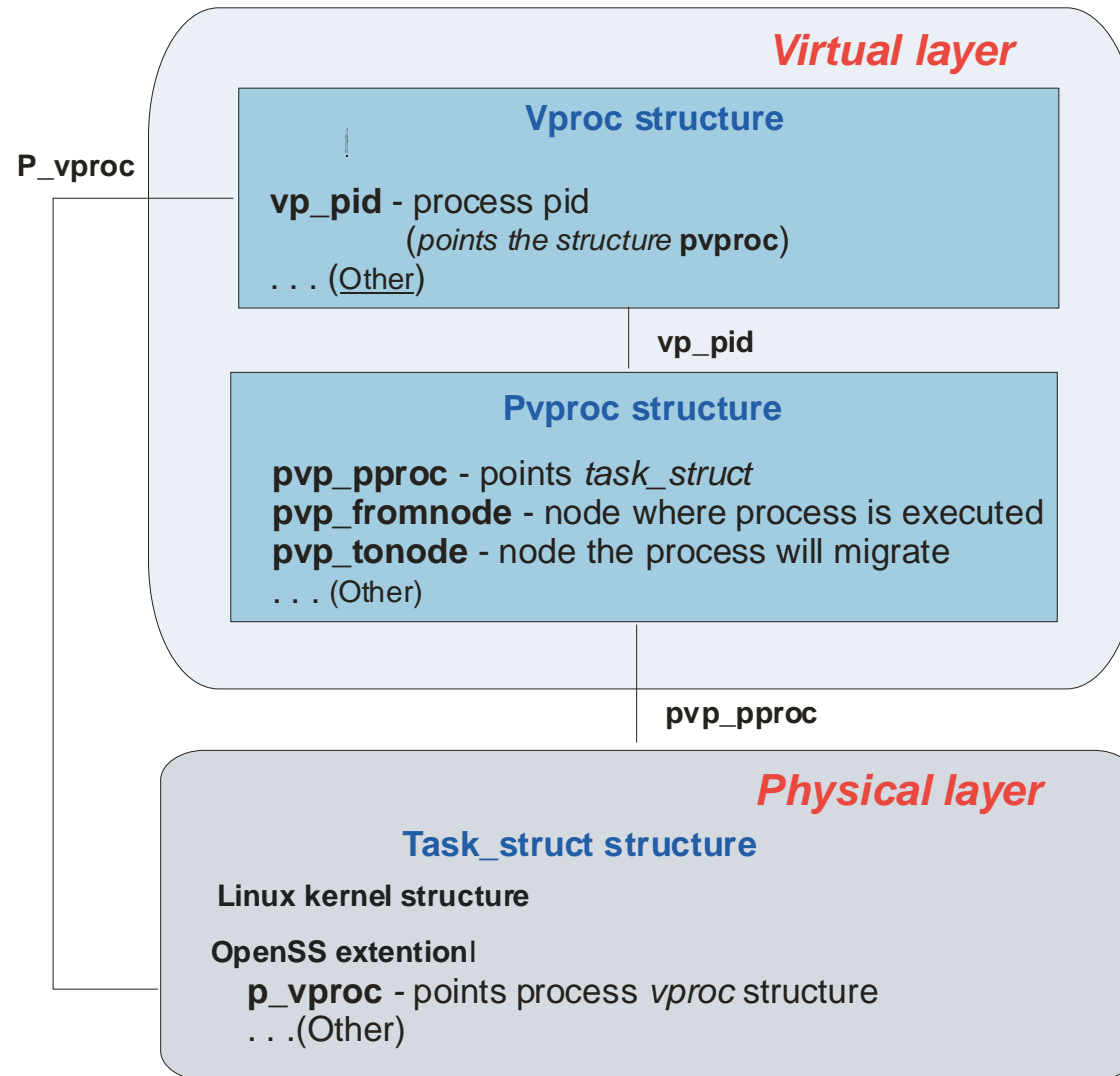 Virtual layer
Vproc structure
P_vproc
vp_pid - process pid
(points the structure pvproc)
. . . (Other)
vp_pid
Pvproc structure
pvp_pproc - points task_struct
pvp_fromnode - node where process is executed
pvp_tonode - node the process will migrate
. . . (Other)
pvp_pproc
Physical layer
Task_struct structure
Linux kernel structure
OpenSS extentionl
p_vproc - points process vproc structure
. . .(Other)